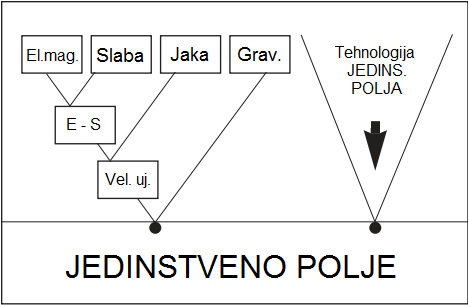 El.mag.
Slaba
Jaka
Grav.
Tehnologija
JEDINS.
POLJA
E - S
Vel. uj.
JEDINSTVENO POLJE